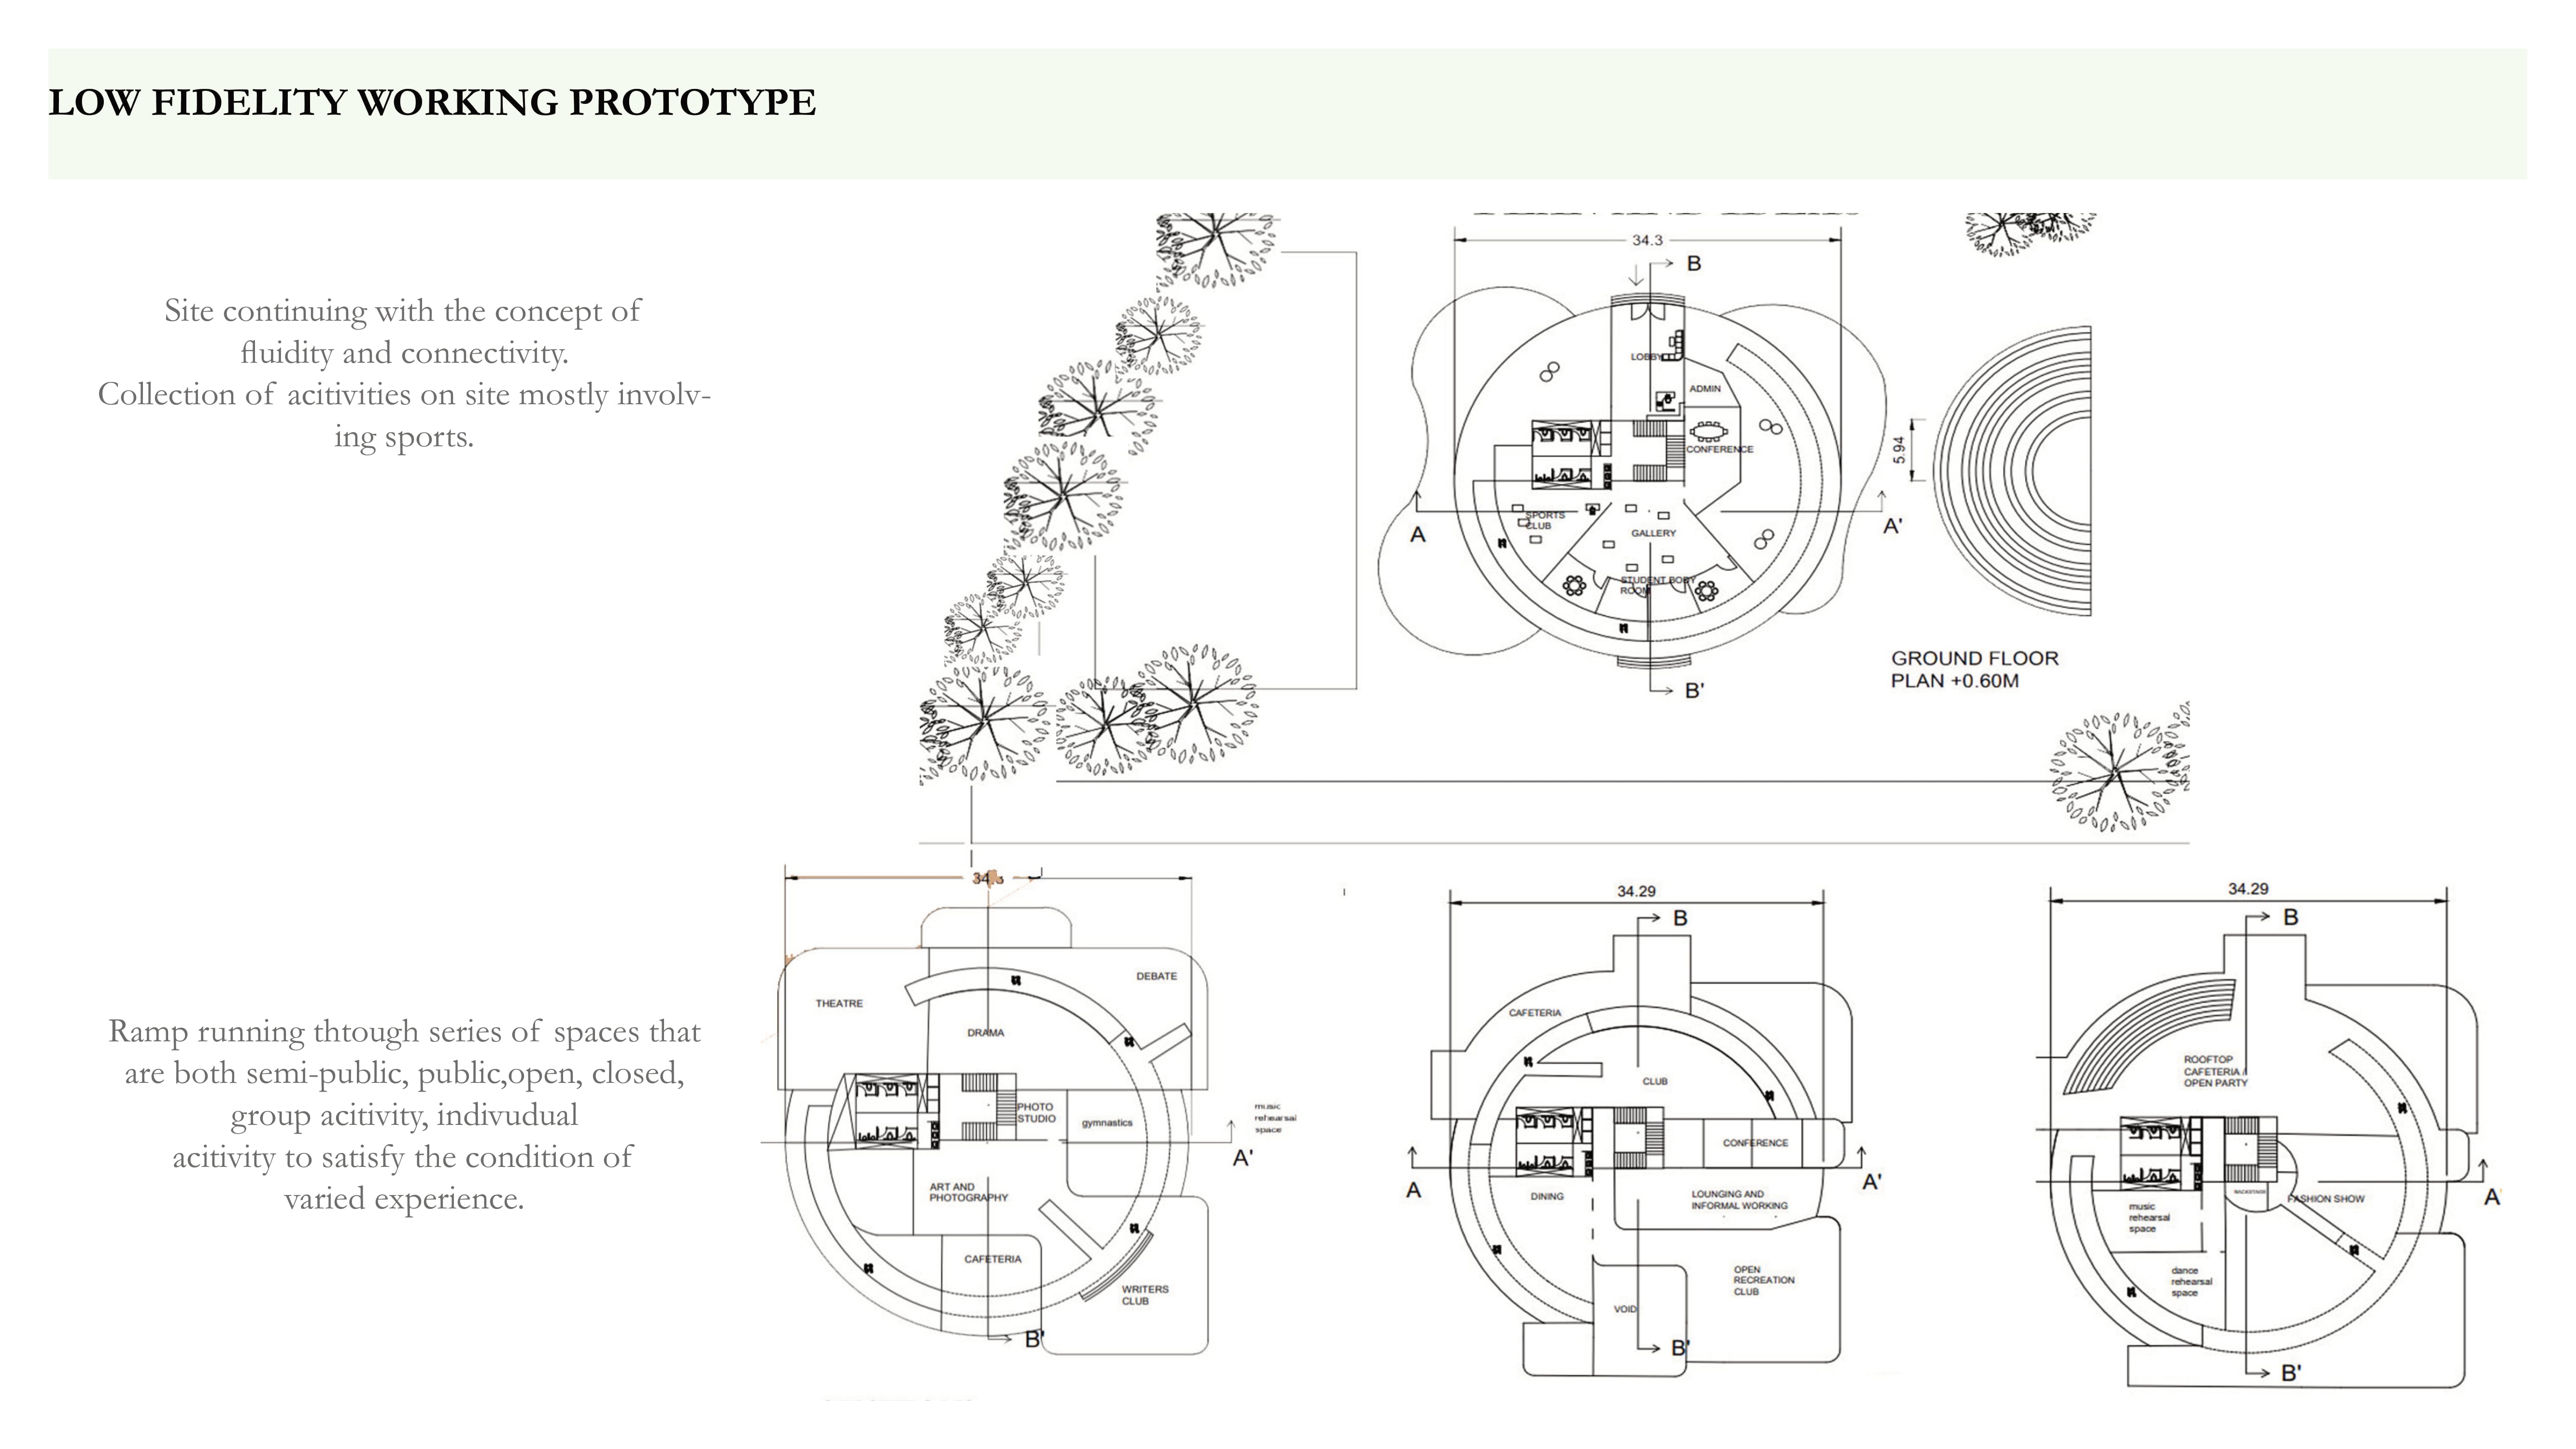 LOW FIDELITY WORKING PROTOTYPE
Site continuing with the concept of
fluidity and connectivity.
Collection of acitivities on site mostly involv-
ing sports.
34.3
B
LOBBY
ADMIN
CONFERENCE
5.94
SPORTS
CLUB
GALLERY
A
A'
STUDENT BODY
ROOM
GROUND FLOOR
PLAN +0.60M
B'
Ramp running thtough series of spaces that
are both semi-public, public,open, closed,
group acitivity, indivudual
acitivity to satisfy the condition of
varied experience.
THEATRE
DEBATE
DRAMA
PHOTO
STUDIO
gymnastics
music
rehearsal
space
A'
ART AND
PHOTOGRAPHY
CAFETERIA
WRITERS
CLUB
B'
34.29
B
CAFETERIA
CLUB
CONFERENCE
A
A'
DINING
LOUNGING AND
INFORMAL WORKING
OPEN
RECREATION
CLUB
VOID
B'
34.29
B
ROOFTOP
CAFETERIA /
OPEN PARTY
BACKSTAGE
FASHION SHOW
A
music
rehearsal
space
dance
rehearsal
space
B'